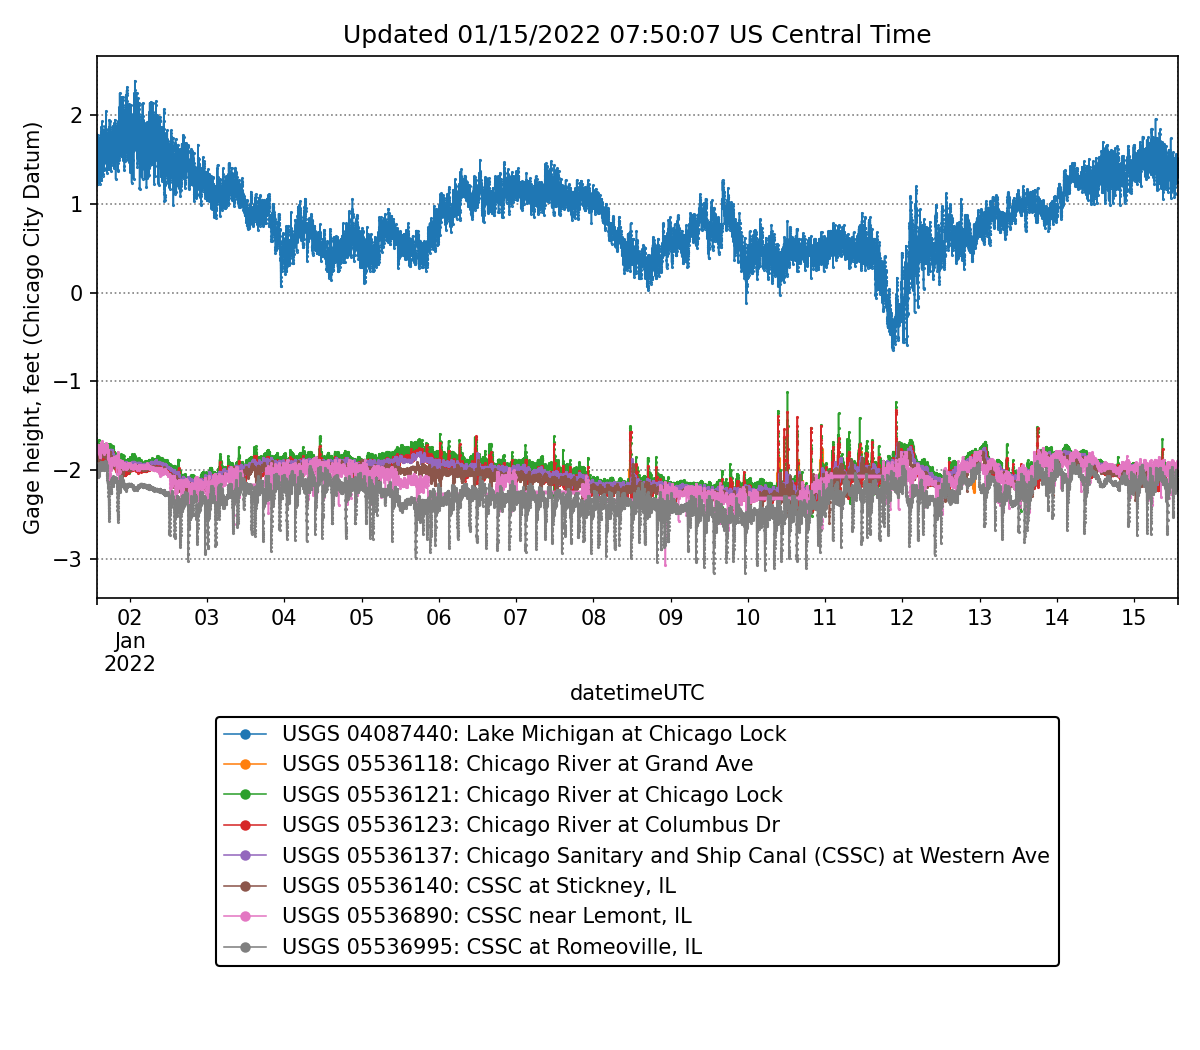 Updated 01/15/2022 07:50:07 US Central Time
Gage height, feet (Chicago City Datum)
2
1
0
−1
−2
−3
02 03 04 05 06 07 08 09 10 11 12 13 14 15
Jan
2022
datetimeUTC
USGS 04087440: Lake Michigan at Chicago Lock
USGS 05536118: Chicago River at Grand Ave
USGS 05536121: Chicago River at Chicago Lock
USGS 05536123: Chicago River at Columbus Dr
USGS 05536137: Chicago Sanitary and Ship Canal (CSSC) at Western Ave
USGS 05536140: CSSC at Stickney, IL
USGS 05536890: CSSC near Lemont, IL
USGS 05536995: CSSC at Romeoville, IL